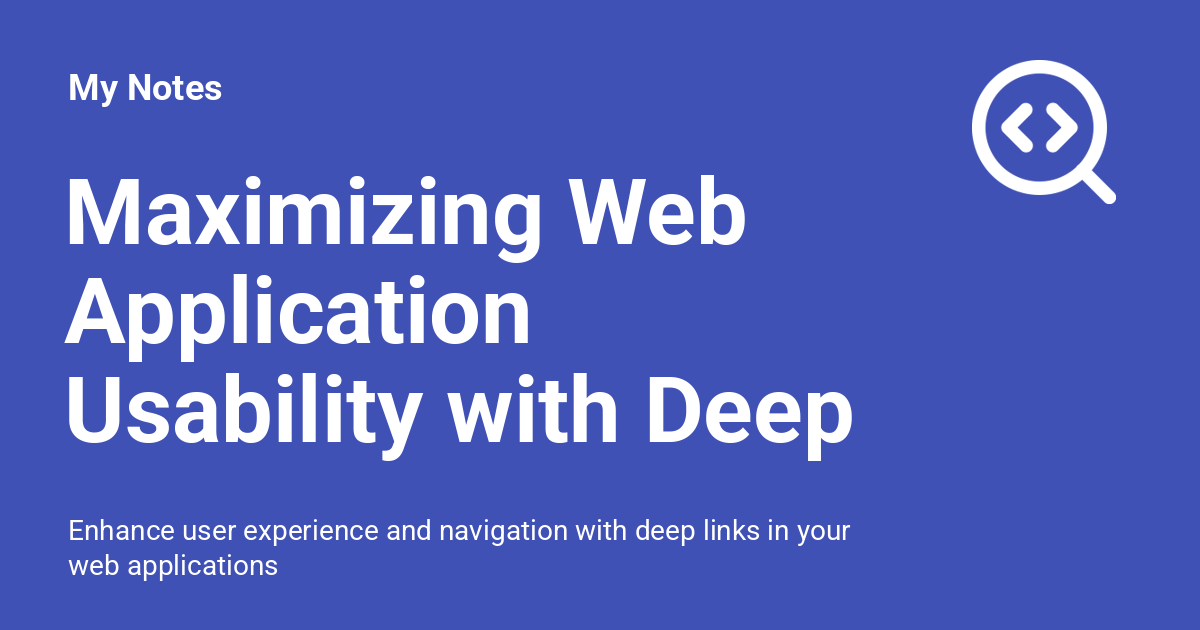 My Notes
Maximizing Web
Application
Usability with Deep
Enhance user experience and navigation with deep links in your
web applications